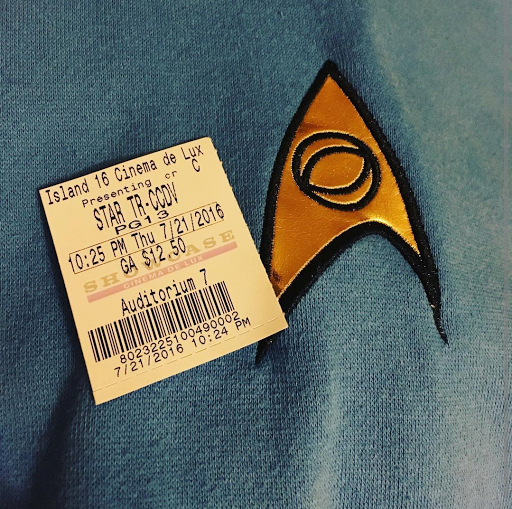 Island 16 Cinema de Lux
Presenting cr C
STAR TR-CCDV
PG13
10:25 PM Thu 7/21/2016
GA $12.50
SHOWCASE
CINEMA DE LUX
Auditorium 7
8023225100490002
7/21/2016 10:24 PM